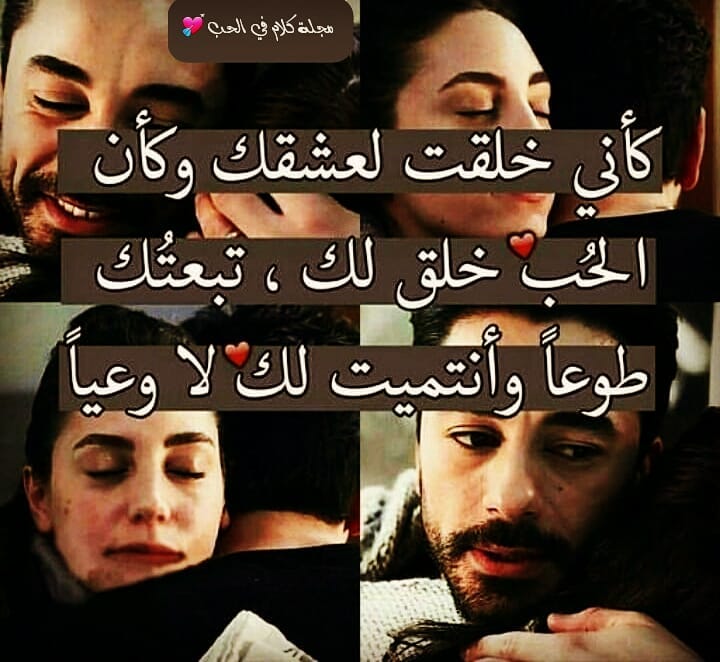 مجلة كلام في الحب 💘
كأني خلقت لعشقك وكأن
الحُب❤️ خلق لك ، تبعتُك
طوعاً وأنتميت لك❤️ لا وعياً